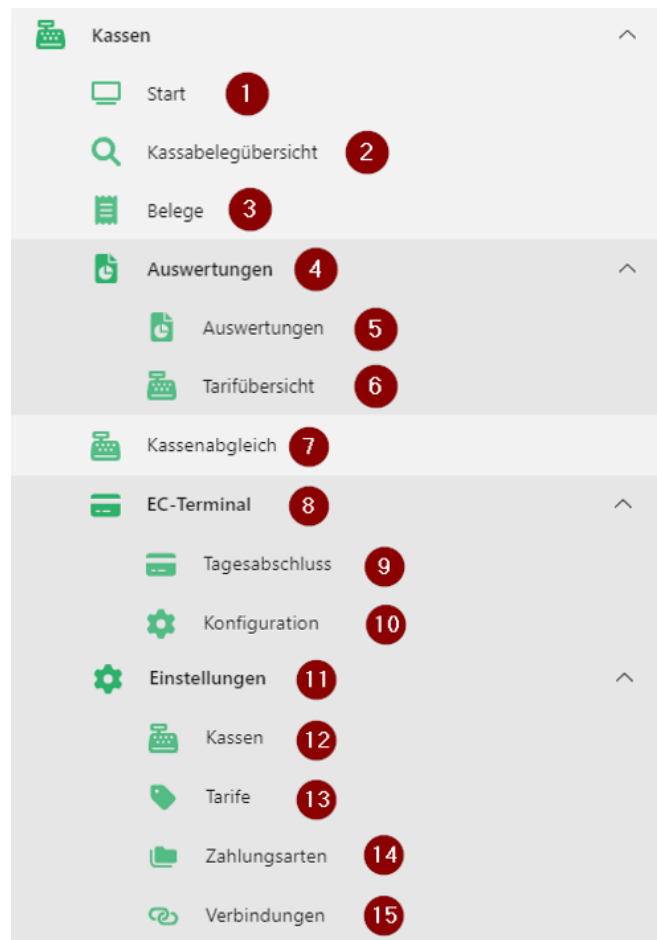 Kassen
Start 1
Kassabelegübersicht 2
Belege 3
Auswertungen 4
Auswertungen 5
Tarifübersicht 6
Kassenabgleich 7
EC-Terminal 8
Tagesabschluss 9
Konfiguration 10
Einstellungen 11
Kassen 12
Tarife 13
Zahlungsarten 14
Verbindungen 15